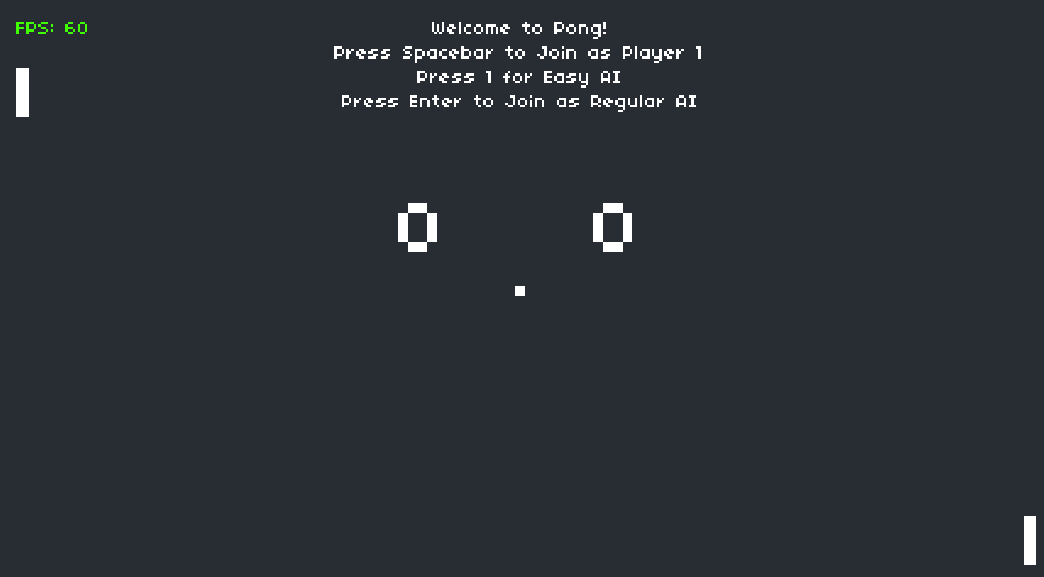 FPS: 60
Welcome to Pong!
Press Spacebar to Join as Player 1
Press 1 for Easy AI
Press Enter to Join as Regular AI
0 0